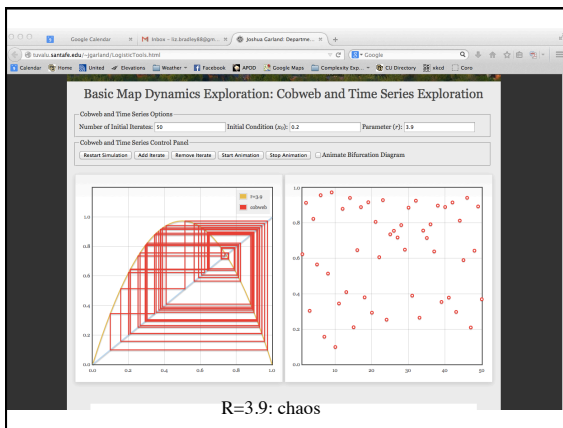 Google Calendar × Inbox - liz.bradley88@gm... × Joshua Garland: Departme... × +
tuvalu.santafe.edu/~jgarland/LogisticTools.html Google
Calendar Home United Elevations Weather Facebook APOD Google Maps Complexity Exp... CU Directory xkcd Coro
Basic Map Dynamics Exploration: Cobweb and Time Series Exploration
Cobweb and Time Series Options
Number of Initial Iterates: 50 Initial Condition (x₀): 0.2 Parameter (r): 3.9
Cobweb and Time Series Control Panel
Restart Simulation Add Iterate Remove Iterate Start Animation Stop Animation Animate Bifurcation Diagram
r=3.9
cobweb
1.0
0.8
0.6
0.4
0.2
0.0
0.0 0.2 0.4 0.6 0.8 1.0
1.0
0.8
0.6
0.4
0.2
0.0
10 20 30 40 50
R=3.9: chaos